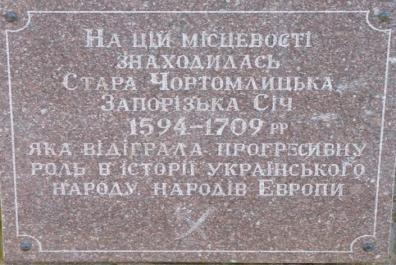 На цій місцевості
знаходилась
Стара Чортомлицька
Запорізька Січ
1594–1709 рр
яка відіграла прогресивну
роль в історії українського
народу, народів Европи